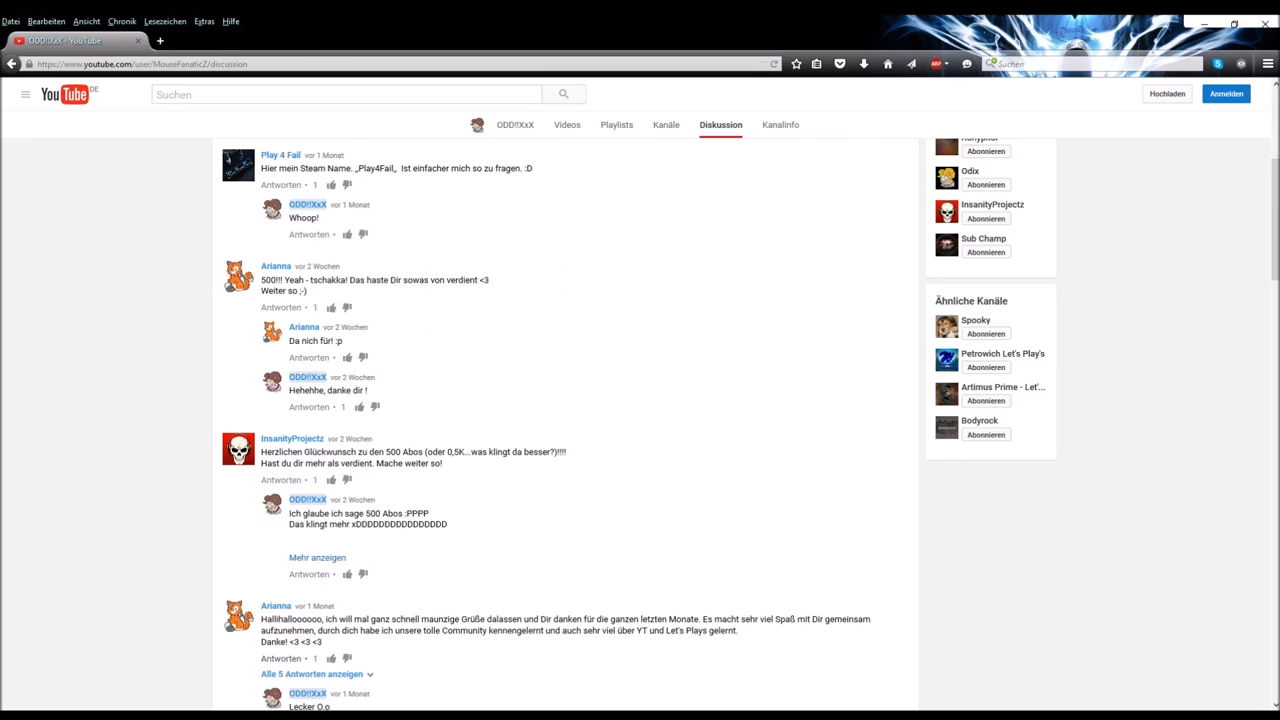 Datei Bearbeiten Ansicht Chronik Lesezeichen Extras Hilfe
ODD!!XxX - YouTube
https://www.youtube.com/user/MouseFanaticZ/discussion
Suchen
YouTube DE
Suchen
Hochladen
Anmelden
ODD!!XxX Videos Playlists Kanäle Diskussion Kanalinfo
Play 4 Fail vor 1 Monat
Hier mein Steam Name. ,,Play4Fail,, Ist einfacher mich so zu fragen. :D
Antworten • 1
ODD!!XxX vor 1 Monat
Whoop!
Antworten •
Arianna vor 2 Wochen
500!!! Yeah - tschakka! Das haste Dir sowas von verdient <3
Weiter so ;-)
Antworten • 1
Arianna vor 2 Wochen
Da nich für! :p
Antworten •
ODD!!XxX vor 2 Wochen
Hehehhe, danke dir !
Antworten • 1
InsanityProjectz vor 2 Wochen
Herzlichen Glückwunsch zu den 500 Abos (oder 0,5K...was klingt da besser?)!!!!
Hast du dir mehr als verdient. Mache weiter so!
Antworten • 1
ODD!!XxX vor 2 Wochen
Ich glaube ich sage 500 Abos :PPPP
Das klingt mehr xDDDDDDDDDDDDDDDD
Mehr anzeigen
Antworten •
Arianna vor 1 Monat
Hallihalloooooo, ich will mal ganz schnell maunzige Grüße dalassen und Dir danken für die ganzen letzten Monate. Es macht sehr viel Spaß mit Dir gemeinsam
aufzunehmen, durch dich habe ich unsere tolle Community kennengelernt und auch sehr viel über YT und Let's Plays gelernt.
Danke! <3 <3 <3
Antworten • 1
Alle 5 Antworten anzeigen
ODD!!XxX vor 1 Monat
Lecker O.o
Abonnieren
Odix
Abonnieren
InsanityProjectz
Abonnieren
Sub Champ
Abonnieren
Ähnliche Kanäle
Spooky
Abonnieren
Petrowich Let's Play's
Abonnieren
Artimus Prime - Let'...
Abonnieren
Bodyrock
Abonnieren